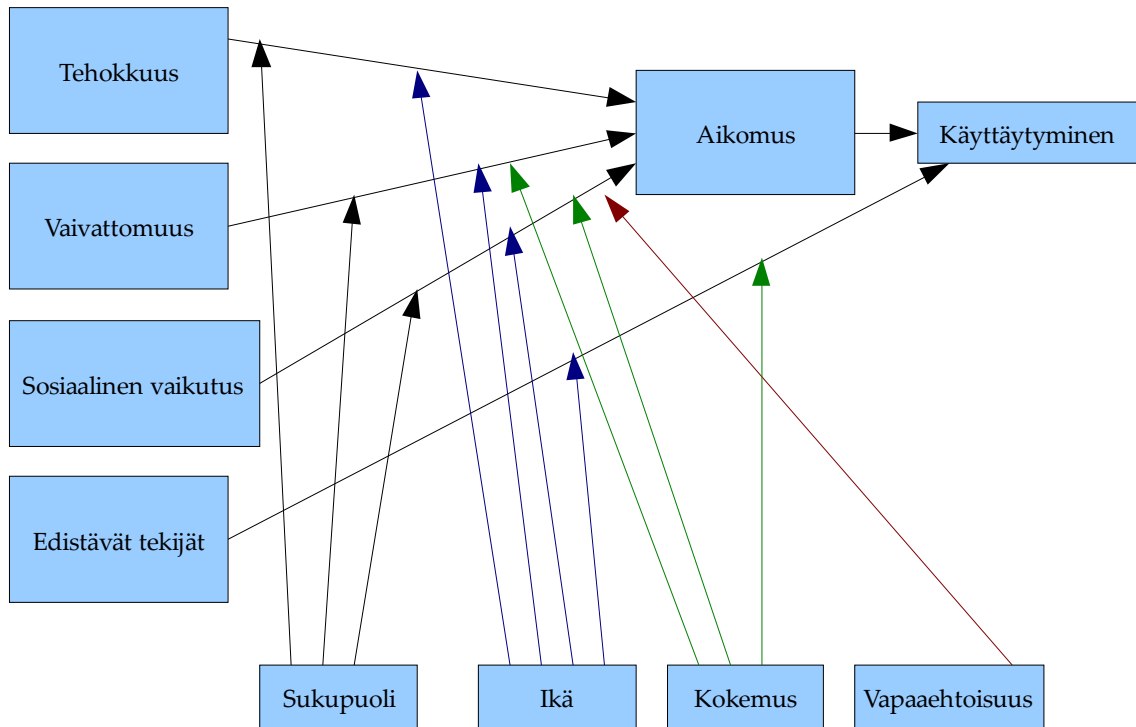 Tehokkuus
Aikomus
Käyttäytyminen
Vaivattomuus
Sosiaalinen vaikutus
Edistävät tekijät
Sukupuoli
Ikä
Kokemus
Vapaaehtoisuus